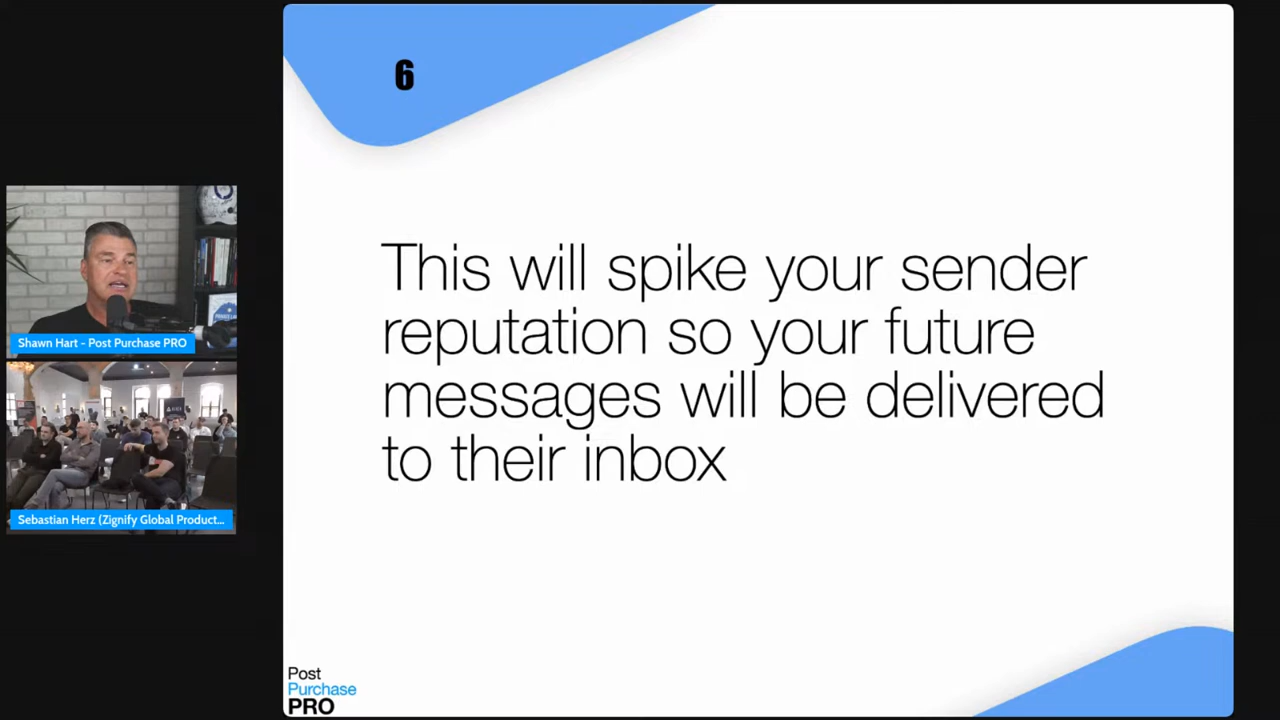 6
This will spike your sender
reputation so your future
messages will be delivered
to their inbox
Shawn Hart - Post Purchase PRO
Sebastian Herz (Zignify Global Product...
Post
Purchase
PRO